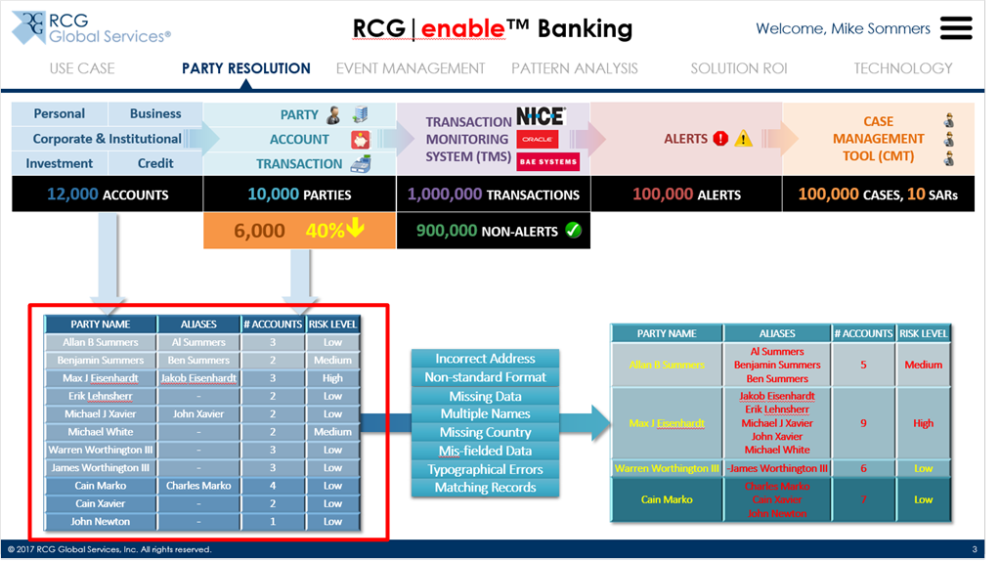 RCG
Global Services®
RCG|enable™ Banking
Welcome, Mike Sommers
USE CASE PARTY RESOLUTION EVENT MANAGEMENT PATTERN ANALYSIS SOLUTION ROI TECHNOLOGY
Personal Business
Corporate & Institutional
Investment Credit
PARTY
ACCOUNT
TRANSACTION
TRANSACTION
MONITORING
SYSTEM (TMS)
NICE
ORACLE
BAE SYSTEMS
ALERTS
CASE
MANAGEMENT
TOOL (CMT)
12,000 ACCOUNTS 10,000 PARTIES 1,000,000 TRANSACTIONS 100,000 ALERTS 100,000 CASES, 10 SARs
6,000 40% 900,000 NON-ALERTS
PARTY NAME ALIASES # ACCOUNTS RISK LEVEL
Allan B Summers Al Summers 3 Low
Benjamin Summers Ben Summers 2 Medium
Max J Eisenhardt Jakob Eisenhardt 3 High
Erik Lehnsherr - 2 Low
Michael J Xavier John Xavier 2 Low
Michael White - 2 Medium
Warren Worthington III - 3 Low
James Worthington III - 3 Low
Cain Marko Charles Marko 4 Low
Cain Xavier - 2 Low
John Newton - 1 Low
Incorrect Address
Non-standard Format
Missing Data
Multiple Names
Missing Country
Mis-fielded Data
Typographical Errors
Matching Records
PARTY NAME ALIASES # ACCOUNTS RISK LEVEL
Al Summers
Allan B Summers Benjamin Summers 5 Medium
Ben Summers
Jakob Eisenhardt
Erik Lehnsherr
Max J Eisenhardt Michael J Xavier 9 High
John Xavier
Michael White
Warren Worthington III -James Worthington III 6 Low
Charles Marko
Cain Marko Cain Xavier 7 Low
John Newton
© 2017 RCG Global Services, Inc. All rights reserved. 3